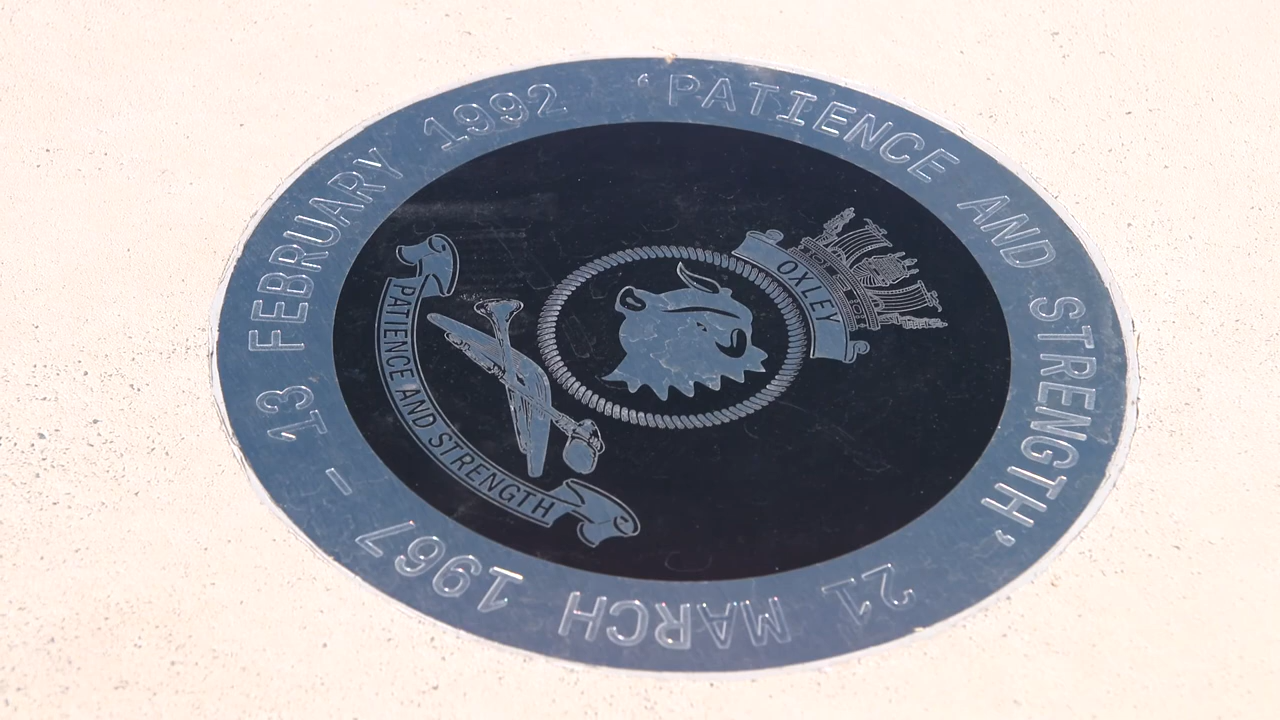 'PATIENCE AND STRENGTH'
21 MARCH 1967 - 13 FEBRUARY 1992
OXLEY
PATIENCE AND STRENGTH